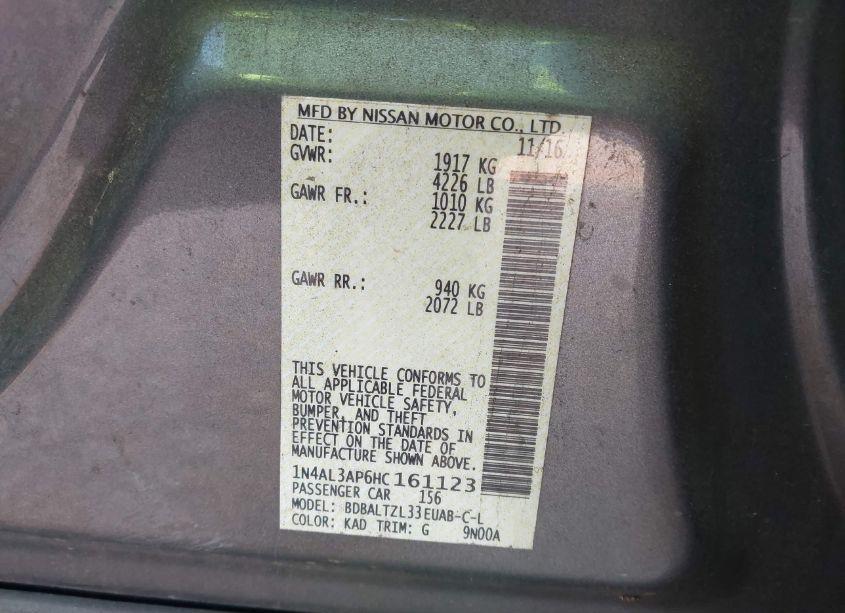 MFD BY NISSAN MOTOR CO., LTD.
DATE: 11/16
GVWR: 1917 KG
4226 LB
GAWR FR.: 1010 KG
2227 LB
GAWR RR.: 940 KG
2072 LB
THIS VEHICLE CONFORMS TO
ALL APPLICABLE FEDERAL
MOTOR VEHICLE SAFETY,
BUMPER, AND THEFT
PREVENTION STANDARDS IN
EFFECT ON THE DATE OF
MANUFACTURE SHOWN ABOVE.
1N4AL3AP6HC161123
PASSENGER CAR 156
MODEL: BDBALTZL33EUAB-C-L
COLOR: KAD TRIM: G 9N00A